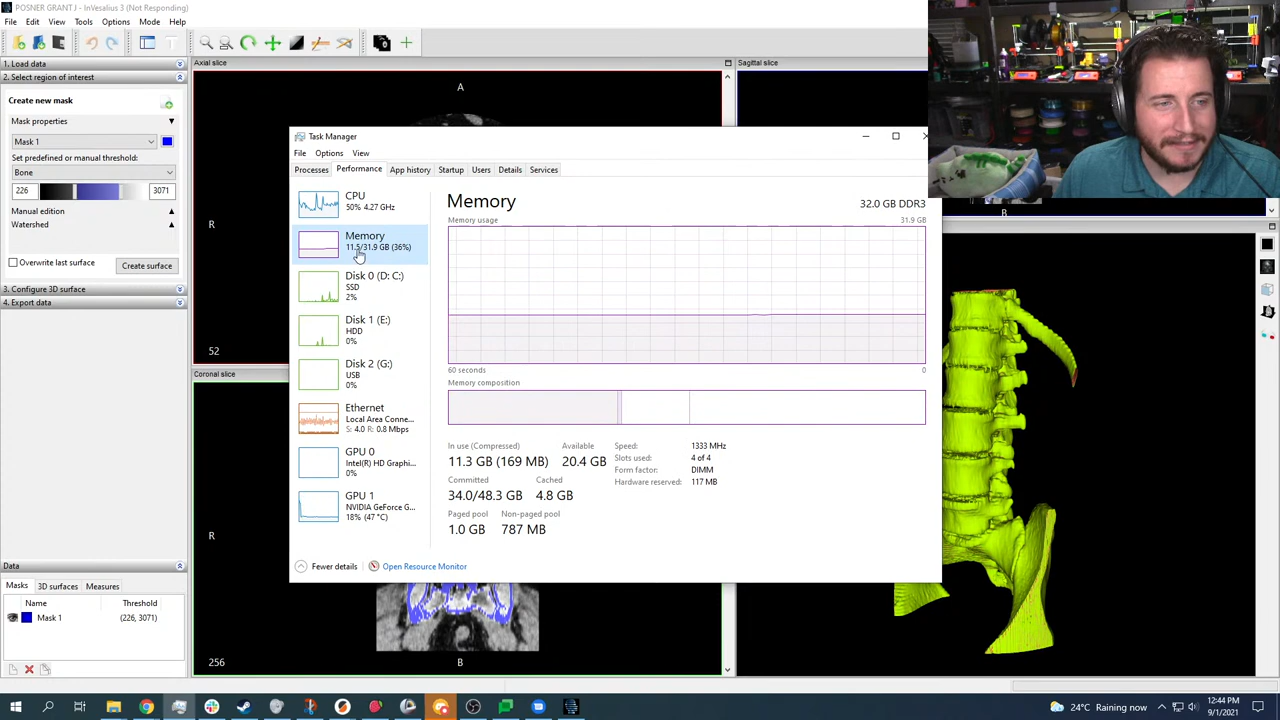 POSNER GRANT J - InVesalius 3 (Not Responding)
File Edit View Tools Options Mode Help
1. Load data
2. Select region of interest
Create new mask
Mask properties
Mask 1
Set predefined or manual threshold:
Bone
226
3071
Manual edition
Watershed
Overwrite last surface
Create surface
3. Configure 3D surface
4. Export data
Data
Masks 3D surfaces Measures
Name Threshold
Mask 1 (226, 3071)
Axial slice
A
R
52
Coronal slice
R
256
B
Sagittal slice
R
Task Manager
File Options View
Processes Performance App history Startup Users Details Services
CPU
50% 4.27 GHz
Memory
11.5/31.9 GB (36%)
Disk 0 (D: C:)
SSD
2%
Disk 1 (E:)
HDD
0%
Disk 2 (G:)
USB
0%
Ethernet
Local Area Conne...
S: 4.0 R: 0.8 Mbps
GPU 0
Intel(R) HD Graphi...
0%
GPU 1
NVIDIA GeForce G...
18% (47 °C)
Memory
32.0 GB DDR3
Memory usage
31.9 GB
60 seconds
0
Memory composition
In use (Compressed)
11.3 GB (169 MB)
Available
20.4 GB
Committed
34.0/48.3 GB
Cached
4.8 GB
Paged pool
1.0 GB
Non-paged pool
787 MB
Speed: 1333 MHz
Slots used: 4 of 4
Form factor: DIMM
Hardware reserved: 117 MB
Fewer details
Open Resource Monitor
24°C Raining now
12:44 PM
9/1/2021